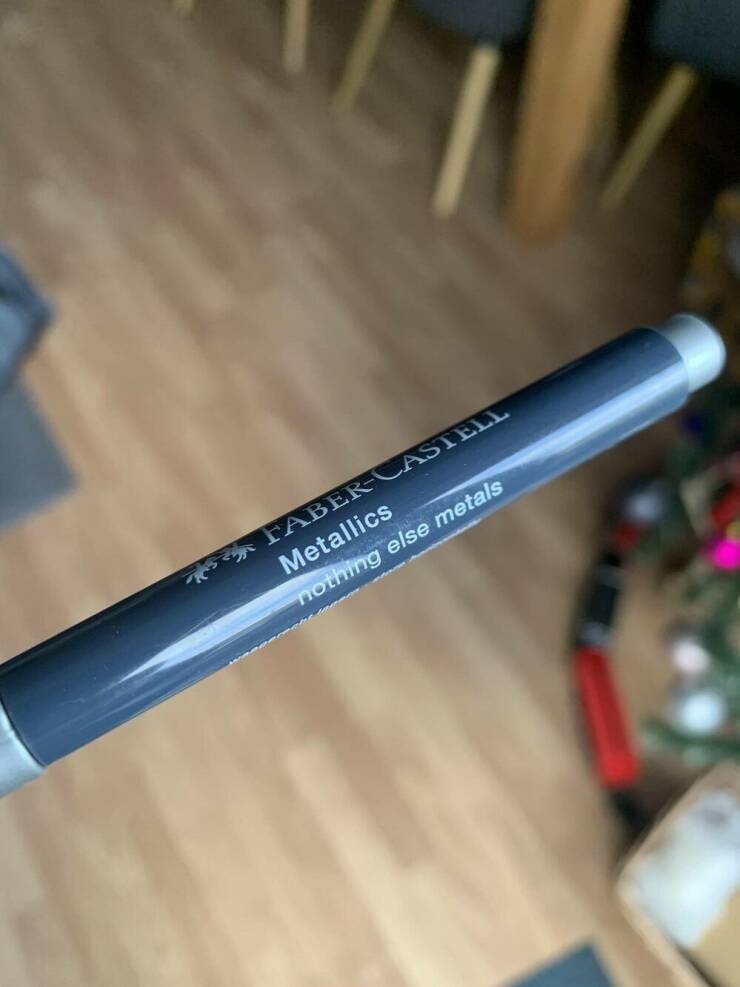 FABER-CASTELL
Metallics
nothing else metals